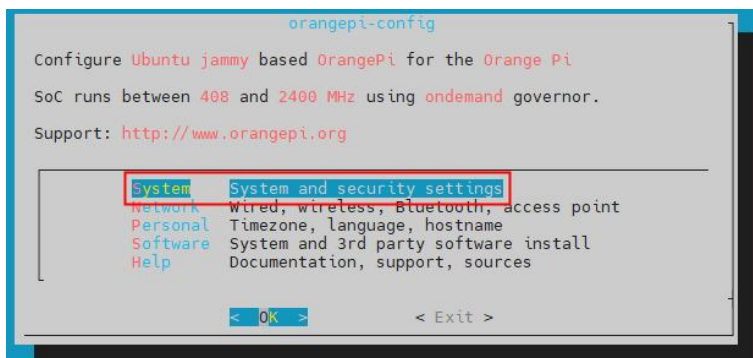 orangepi-config
Configure Ubuntu jammy based OrangePi for the Orange Pi
SoC runs between 408 and 2400 MHz using ondemand governor.
Support: http://www.orangepi.org
System System and security settings
Network Wired, wireless, Bluetooth, access point
Personal Timezone, language, hostname
Software System and 3rd party software install
Help Documentation, support, sources
< OK > < Exit >